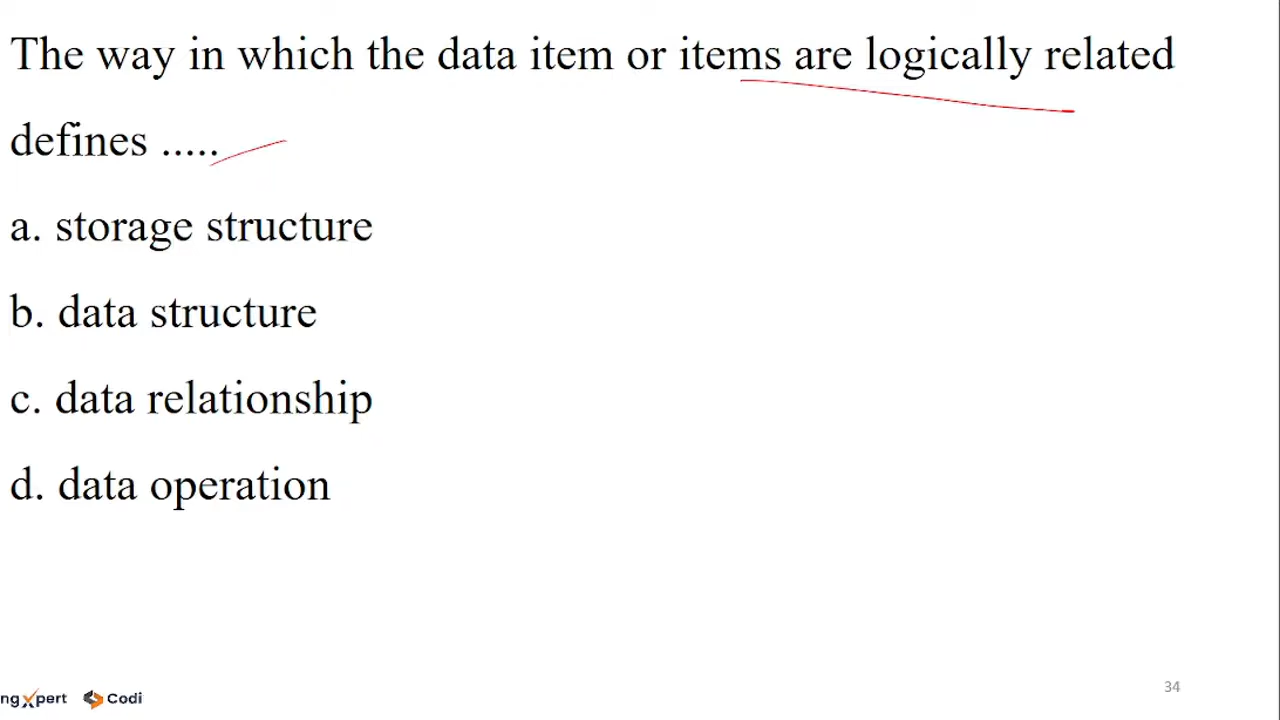 The way in which the data item or items are logically related
defines .....
a. storage structure
b. data structure
c. data relationship
d. data operation
34
ngXpert Codi